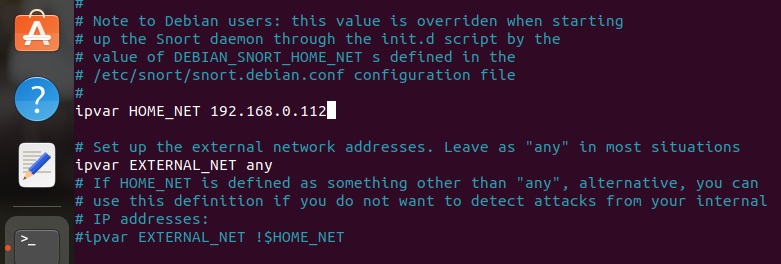 #
# Note to Debian users: this value is overriden when starting
# up the Snort daemon through the init.d script by the
# value of DEBIAN_SNORT_HOME_NET s defined in the
# /etc/snort/snort.debian.conf configuration file
#
ipvar HOME_NET 192.168.0.112
# Set up the external network addresses. Leave as "any" in most situations
ipvar EXTERNAL_NET any
# If HOME_NET is defined as something other than "any", alternative, you can
# use this definition if you do not want to detect attacks from your internal
# IP addresses:
#ipvar EXTERNAL_NET !$HOME_NET